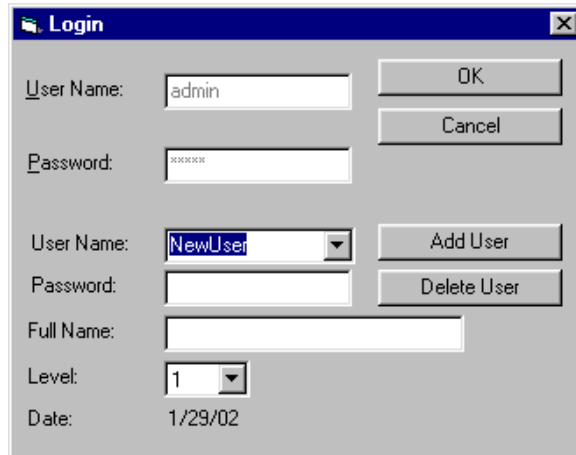 Login
User Name: admin OK
Cancel
Password: *****
User Name: NewUser Add User
Password: Delete User
Full Name:
Level: 1
Date: 1/29/02